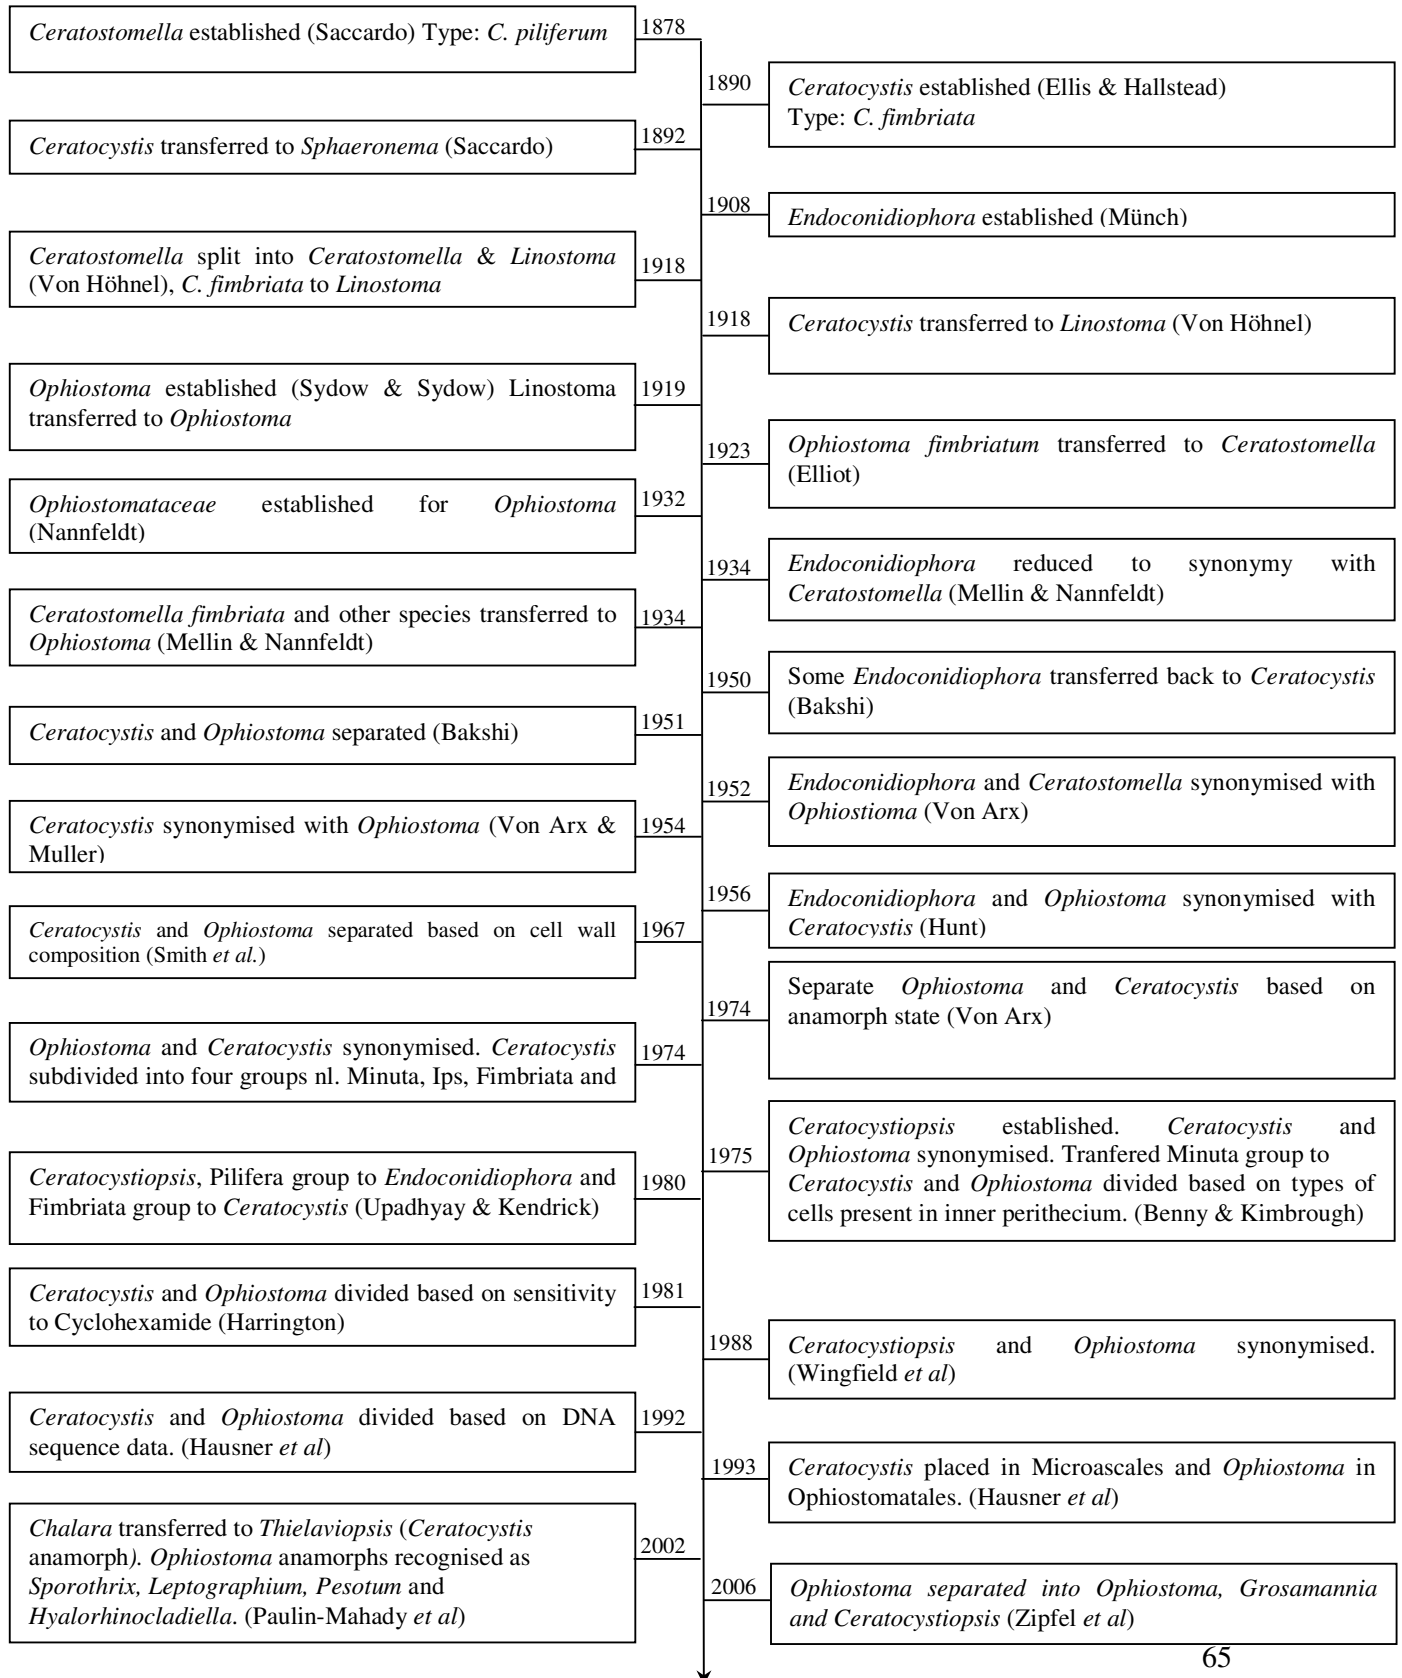 Ceratostomella established (Saccardo) Type: C. piliferum
1878
1890
Ceratocystis established (Ellis & Hallstead)
Type: C. fimbriata
Ceratocystis transferred to Sphaeronema (Saccardo)
1892
1908
Endoconidiophora established (Münch)
Ceratostomella split into Ceratostomella & Linostoma
(Von Höhnel), C. fimbriata to Linostoma
1918
1918
Ceratocystis transferred to Linostoma (Von Höhnel)
Ophiostoma established (Sydow & Sydow) Linostoma
transferred to Ophiostoma
1919
1923
Ophiostoma fimbriatum transferred to Ceratostomella
(Elliot)
Ophiostomataceae established for Ophiostoma
(Nannfeldt)
1932
1934
Endoconidiophora reduced to synonymy with
Ceratostomella (Mellin & Nannfeldt)
Ceratostomella fimbriata and other species transferred to
Ophiostoma (Mellin & Nannfeldt)
1934
1950
Some Endoconidiophora transferred back to Ceratocystis
(Bakshi)
Ceratocystis and Ophiostoma separated (Bakshi)
1951
1952
Endoconidiophora and Ceratostomella synonymised with
Ophiostioma (Von Arx)
Ceratocystis synonymised with Ophiostoma (Von Arx &
Muller)
1954
1956
Endoconidiophora and Ophiostoma synonymised with
Ceratocystis (Hunt)
Ceratocystis and Ophiostoma separated based on cell wall
composition (Smith et al.)
1967
1974
Separate Ophiostoma and Ceratocystis based on
anamorph state (Von Arx)
Ophiostoma and Ceratocystis synonymised. Ceratocystis
subdivided into four groups nl. Minuta, Ips, Fimbriata and
1974
1975
Ceratocystiopsis established. Ceratocystis and
Ophiostoma synonymised. Tranfered Minuta group to
Ceratocystis and Ophiostoma divided based on types of
cells present in inner perithecium. (Benny & Kimbrough)
Ceratocystiopsis, Pilifera group to Endoconidiophora and
Fimbriata group to Ceratocystis (Upadhyay & Kendrick)
1980
Ceratocystis and Ophiostoma divided based on sensitivity
to Cyclohexamide (Harrington)
1981
1988
Ceratocystiopsis and Ophiostoma synonymised.
(Wingfield et al)
Ceratocystis and Ophiostoma divided based on DNA
sequence data. (Hausner et al)
1992
1993
Ceratocystis placed in Microascales and Ophiostoma in
Ophiostomatales. (Hausner et al)
Chalara transferred to Thielaviopsis (Ceratocystis
anamorph). Ophiostoma anamorphs recognised as
Sporothrix, Leptographium, Pesotum and
Hyalorhinocladiella. (Paulin-Mahady et al)
2002
2006
Ophiostoma separated into Ophiostoma, Grosamannia
and Ceratocystiopsis (Zipfel et al)
65